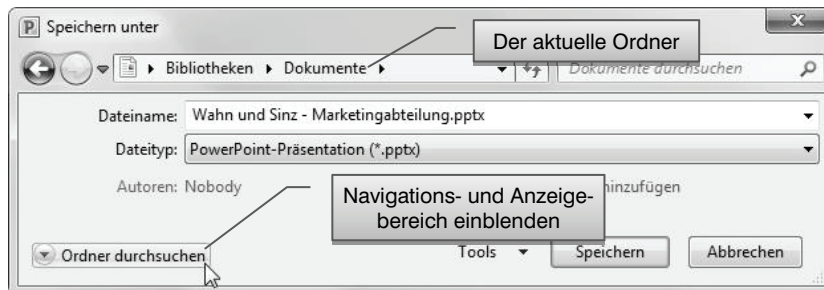 Speichern unter
Der aktuelle Ordner
Bibliotheken Dokumente
Dokumente durchsuchen
Dateiname: Wahn und Sinz - Marketingabteilung.pptx
Dateityp: PowerPoint-Präsentation (*.pptx)
Autoren: Nobody
hinzufügen
Navigations- und Anzeige-
bereich einblenden
Ordner durchsuchen
Tools Speichern Abbrechen